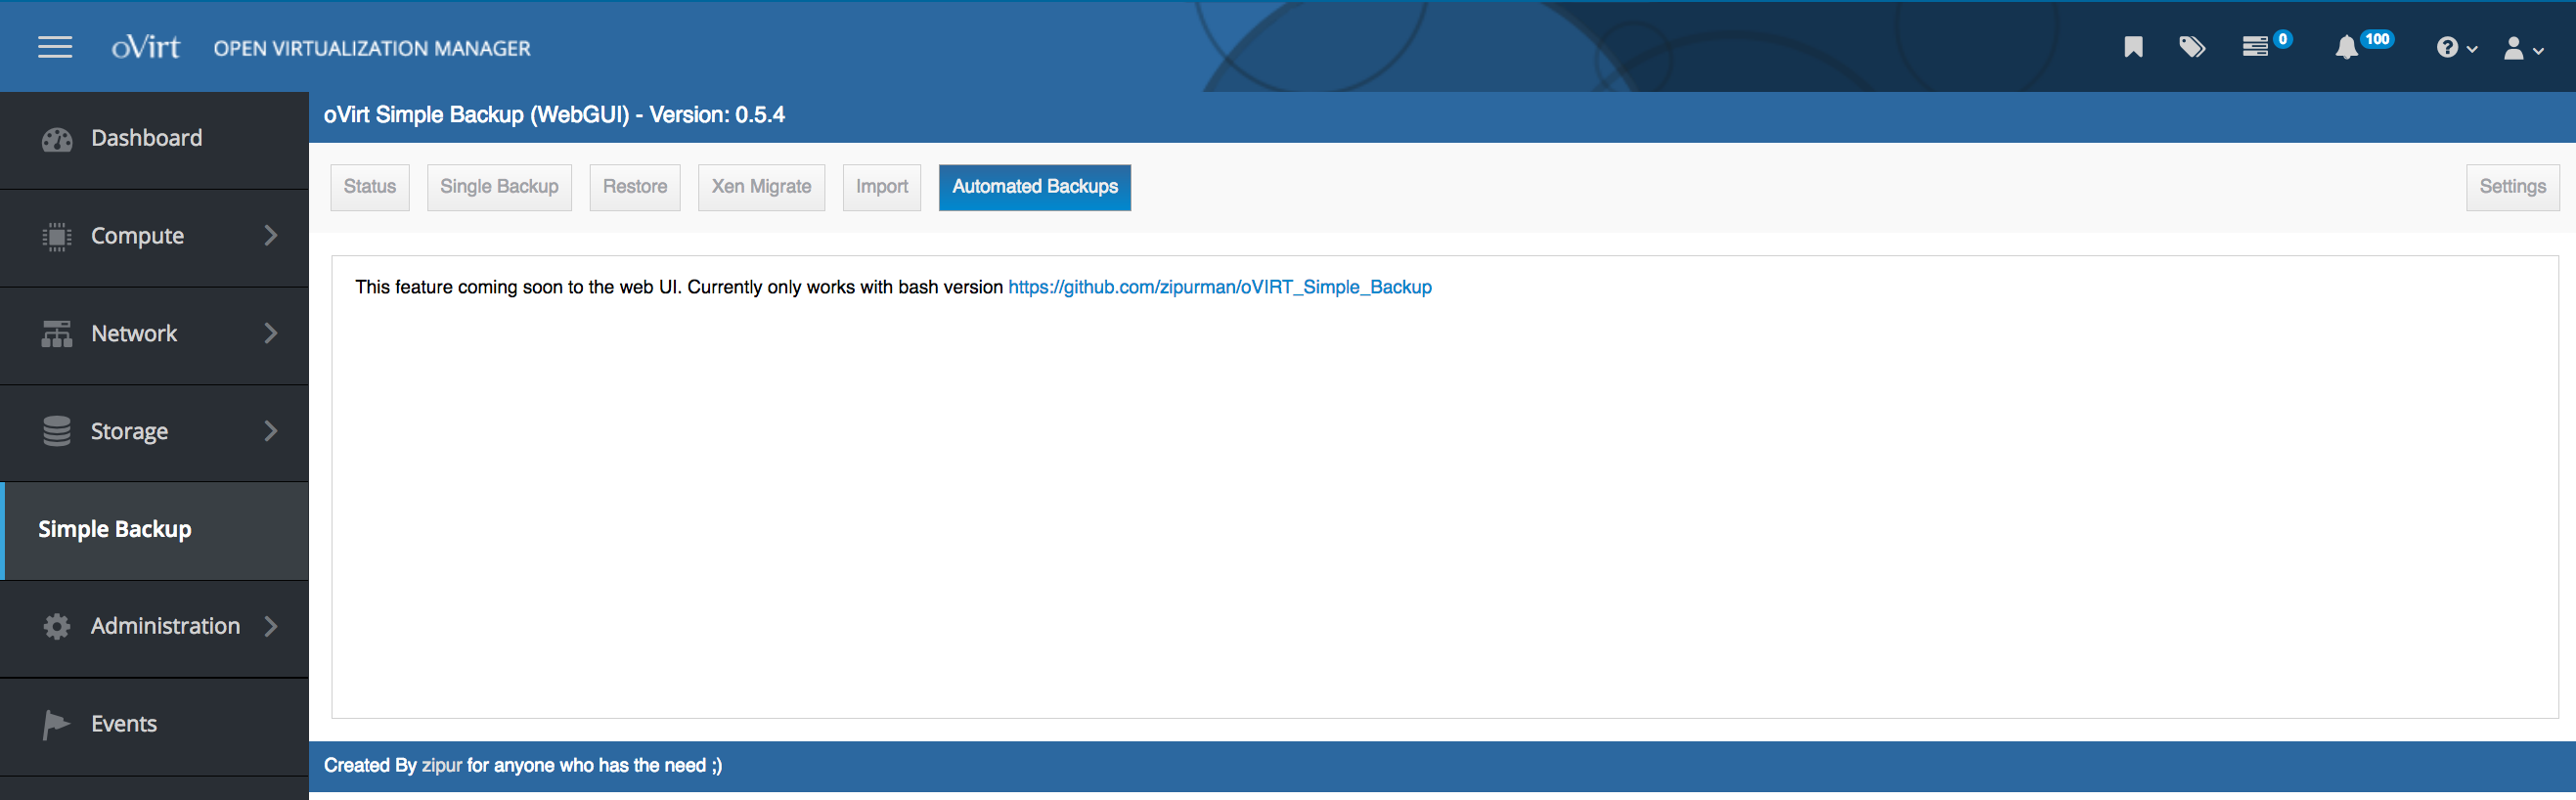 oVirt OPEN VIRTUALIZATION MANAGER
0
100
oVirt Simple Backup (WebGUI) - Version: 0.5.4
Dashboard
Compute
Network
Storage
Simple Backup
Administration
Events
Status Single Backup Restore Xen Migrate Import Automated Backups Settings
This feature coming soon to the web UI. Currently only works with bash version https://github.com/zipurman/oVIRT_Simple_Backup
Created By zipur for anyone who has the need ;)